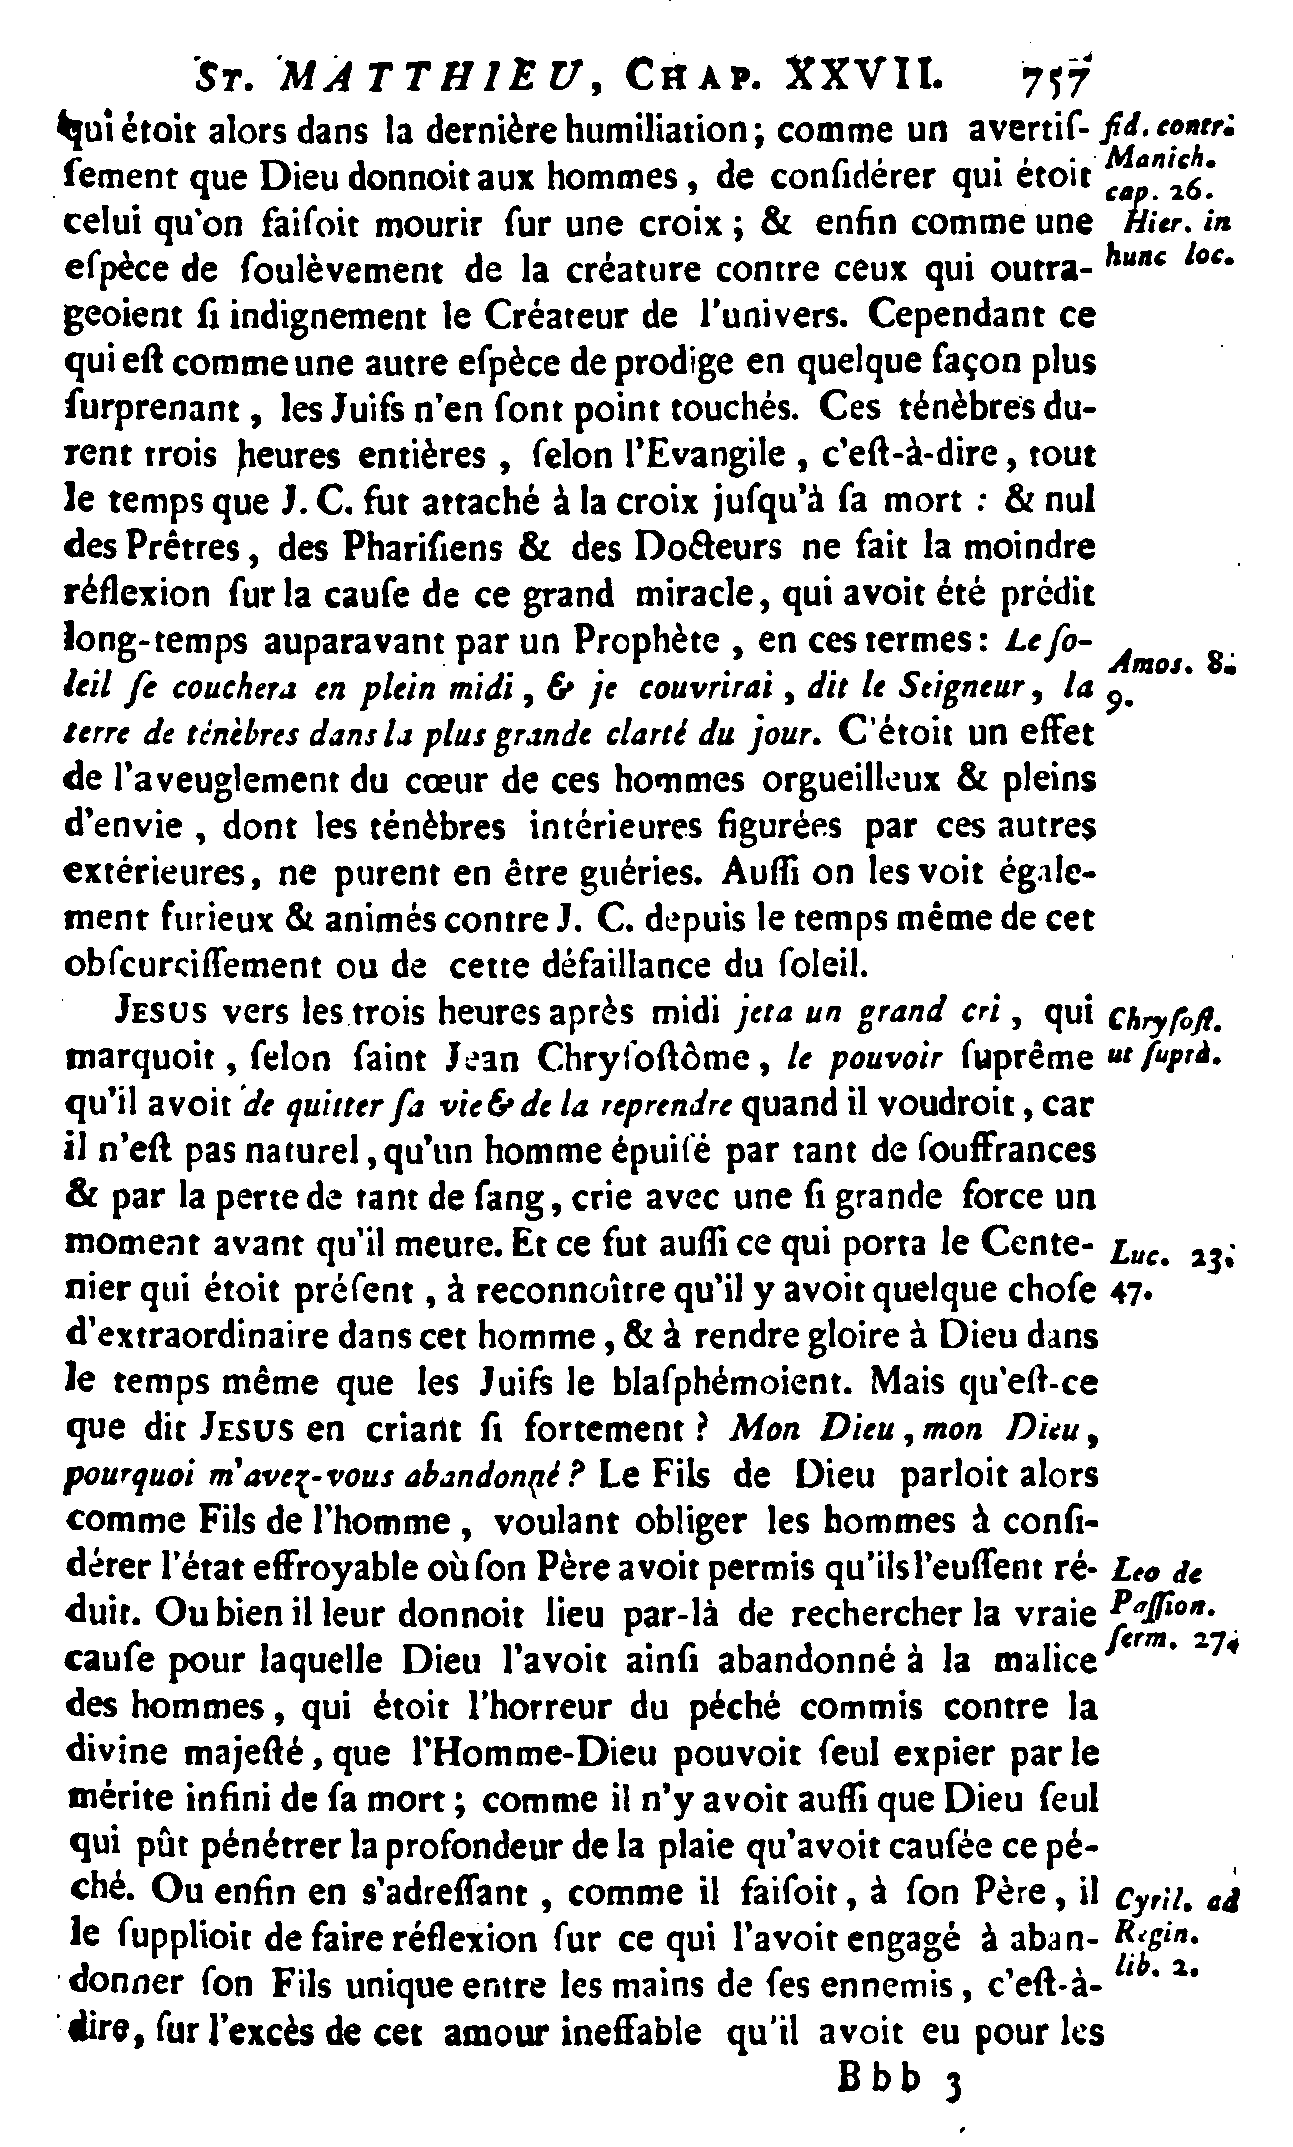 ST. MATTHIEU, CHAP. XXVII. 757
qui étoit alors dans la dernière humiliation; comme un avertiſ-
ſement que Dieu donnoit aux hommes, de conſidérer qui étoit
celui qu'on faiſoit mourir ſur une croix; & enfin comme une
eſpèce de ſoulèvement de la créature contre ceux qui outra-
geoient ſi indignement le Créateur de l'univers. Cependant ce
qui eſt comme une autre eſpèce de prodige en quelque façon plus
ſurprenant, les Juifs n'en ſont point touchés. Ces ténèbres du-
rent trois heures entières, ſelon l'Evangile, c'eſt-à-dire, tout
le temps que J. C. fut attaché à la croix juſqu'à ſa mort : & nul
des Prêtres, des Phariſiens & des Docteurs ne fait la moindre
réflexion ſur la cauſe de ce grand miracle, qui avoit été prédit
long-temps auparavant par un Prophète, en ces termes: Le ſo-
leil ſe couchera en plein midi, & je couvrirai, dit le Seigneur, la
terre de ténèbres dans la plus grande clarté du jour. C'étoit un effet
de l'aveuglement du cœur de ces hommes orgueilleux & pleins
d'envie, dont les ténèbres intérieures figurées par ces autres
extérieures, ne purent en être guéries. Auſſi on les voit égale-
ment furieux & animés contre J. C. depuis le temps même de cet
obſcurciſſement ou de cette défaillance du ſoleil.
JESUS vers les trois heures après midi jeta un grand cri, qui
marquoit, ſelon ſaint Jean Chryſoſtôme, le pouvoir ſuprême
qu'il avoit de quitter ſa vie & de la reprendre quand il voudroit, car
il n'eſt pas naturel, qu'un homme épuiſé par tant de ſouffrances
& par la perte de tant de ſang, crie avec une ſi grande force un
moment avant qu'il meure. Et ce fut auſſi ce qui porta le Cente-
nier qui étoit préſent, à reconnoître qu'il y avoit quelque choſe
d'extraordinaire dans cet homme, & à rendre gloire à Dieu dans
le temps même que les Juifs le blaſphémoient. Mais qu'eſt-ce
que dit JESUS en criant ſi fortement ? Mon Dieu, mon Dieu,
pourquoi m'avez-vous abandonné? Le Fils de Dieu parloit alors
comme Fils de l'homme, voulant obliger les hommes à conſi-
dérer l'état effroyable où ſon Père avoit permis qu'ils l'euſſent ré-
duit. Ou bien il leur donnoit lieu par-là de rechercher la vraie
cauſe pour laquelle Dieu l'avoit ainſi abandonné à la malice
des hommes, qui étoit l'horreur du péché commis contre la
divine majeſté, que l'Homme-Dieu pouvoit ſeul expier par le
mérite infini de ſa mort; comme il n'y avoit auſſi que Dieu ſeul
qui pût pénétrer la profondeur de la plaie qu'avoit cauſée ce pé-
ché. Ou enfin en s'adreſſant, comme il faiſoit, à ſon Père, il
le ſupplioit de faire réflexion ſur ce qui l'avoit engagé à aban-
donner ſon Fils unique entre les mains de ſes ennemis, c'eſt-à-
dire, ſur l'excès de cet amour ineffable qu'il avoit eu pour les
Bbb 3
fid. contr.
Manich.
cap. 26.
Hier. in
hunc loc.
Amos. 8.
9.
Chryſoſt.
ut ſuprà.
Luc. 23.
47.
Leo de
Paſſion.
ſerm. 27.
Cyril. ad
Regin.
lib. 2.